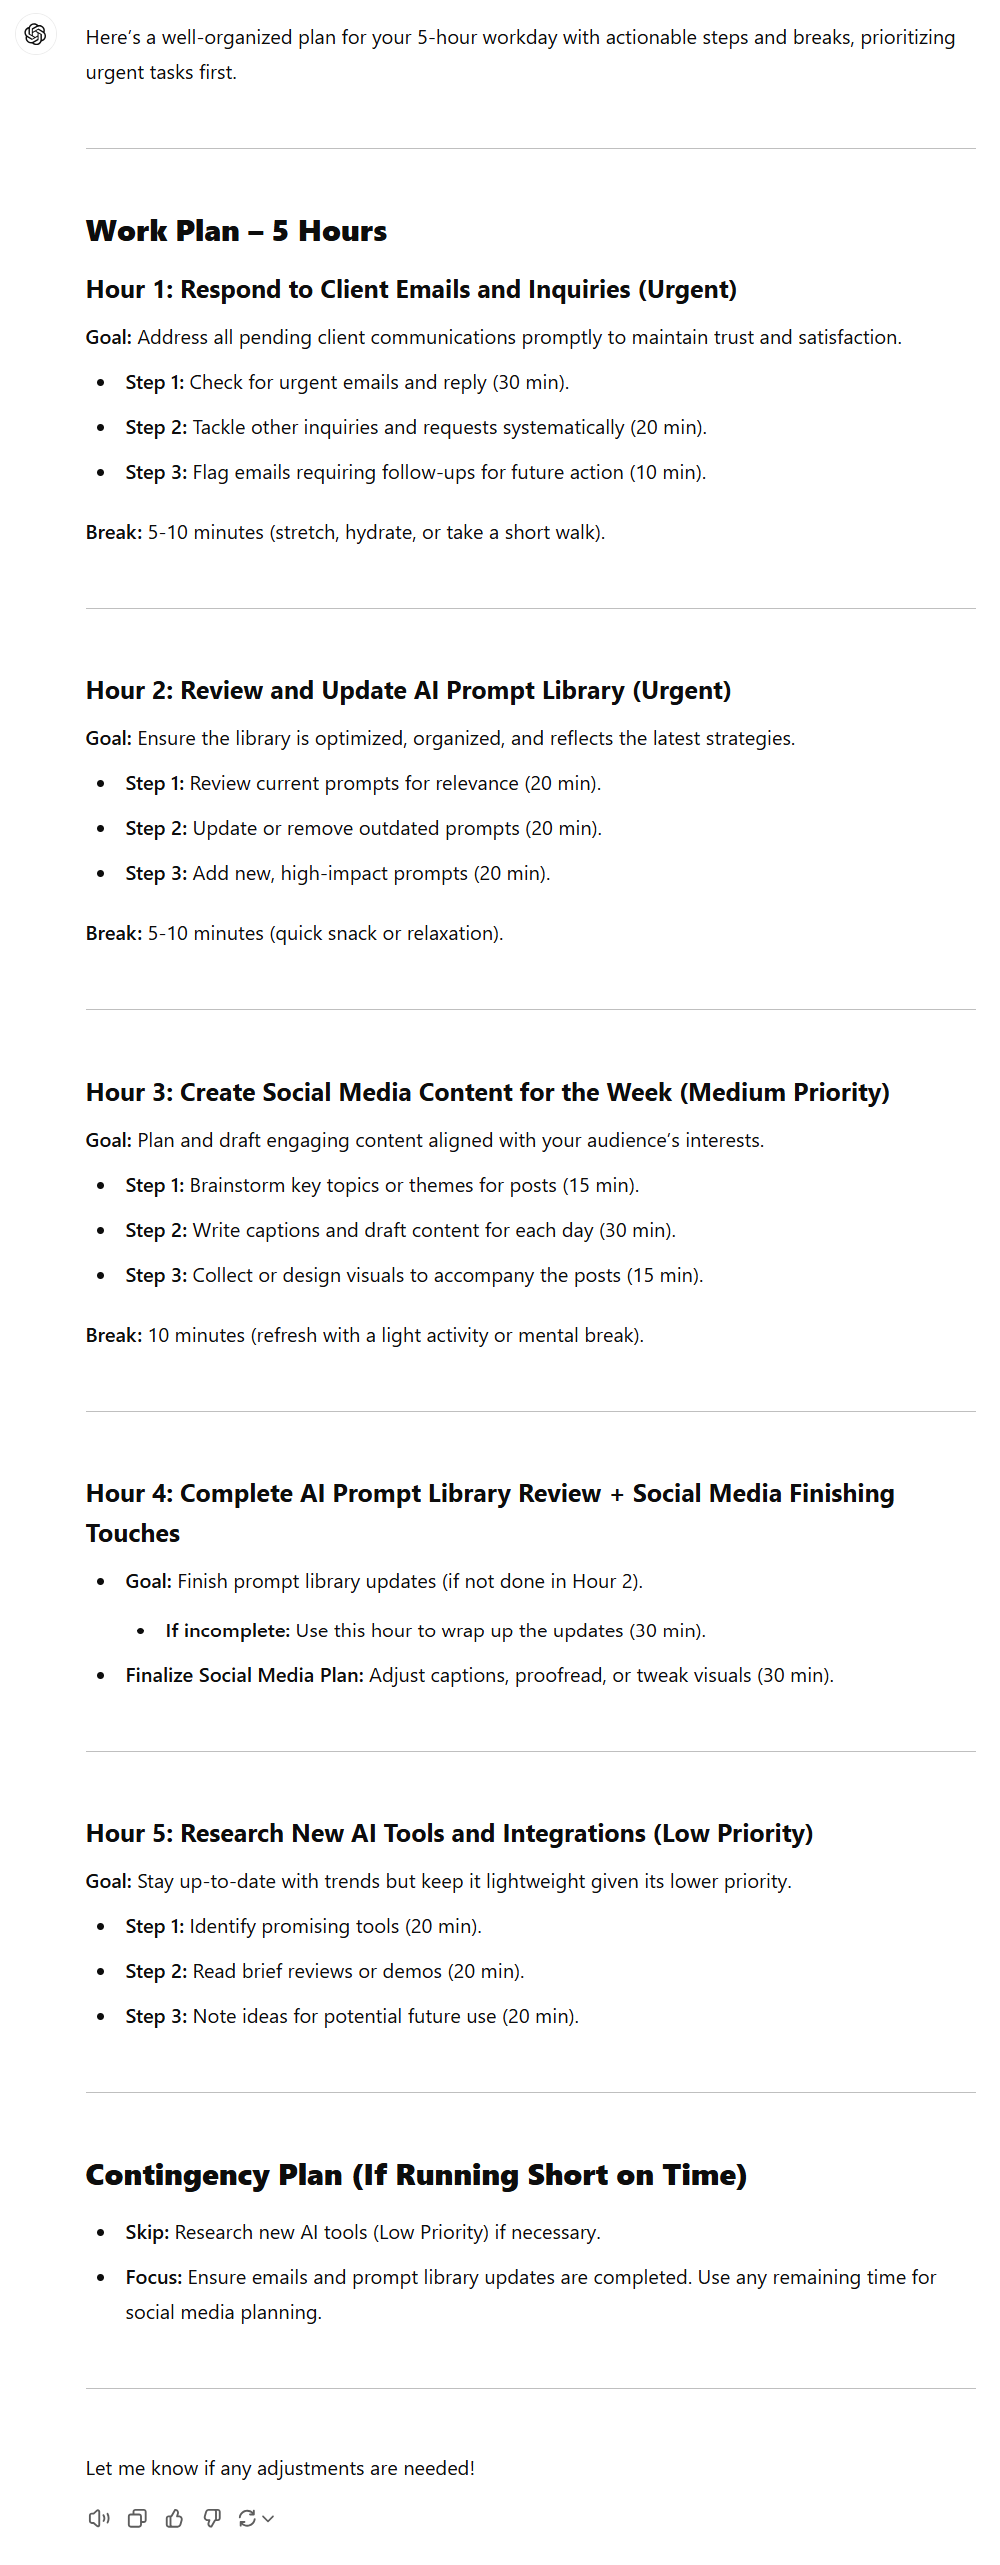 Here’s a well-organized plan for your 5-hour workday with actionable steps and breaks, prioritizing
urgent tasks first.
Work Plan – 5 Hours
Hour 1: Respond to Client Emails and Inquiries (Urgent)
Goal: Address all pending client communications promptly to maintain trust and satisfaction.
• Step 1: Check for urgent emails and reply (30 min).
• Step 2: Tackle other inquiries and requests systematically (20 min).
• Step 3: Flag emails requiring follow-ups for future action (10 min).
Break: 5-10 minutes (stretch, hydrate, or take a short walk).
Hour 2: Review and Update AI Prompt Library (Urgent)
Goal: Ensure the library is optimized, organized, and reflects the latest strategies.
• Step 1: Review current prompts for relevance (20 min).
• Step 2: Update or remove outdated prompts (20 min).
• Step 3: Add new, high-impact prompts (20 min).
Break: 5-10 minutes (quick snack or relaxation).
Hour 3: Create Social Media Content for the Week (Medium Priority)
Goal: Plan and draft engaging content aligned with your audience’s interests.
• Step 1: Brainstorm key topics or themes for posts (15 min).
• Step 2: Write captions and draft content for each day (30 min).
• Step 3: Collect or design visuals to accompany the posts (15 min).
Break: 10 minutes (refresh with a light activity or mental break).
Hour 4: Complete AI Prompt Library Review + Social Media Finishing
Touches
• Goal: Finish prompt library updates (if not done in Hour 2).
• If incomplete: Use this hour to wrap up the updates (30 min).
• Finalize Social Media Plan: Adjust captions, proofread, or tweak visuals (30 min).
Hour 5: Research New AI Tools and Integrations (Low Priority)
Goal: Stay up-to-date with trends but keep it lightweight given its lower priority.
• Step 1: Identify promising tools (20 min).
• Step 2: Read brief reviews or demos (20 min).
• Step 3: Note ideas for potential future use (20 min).
Contingency Plan (If Running Short on Time)
• Skip: Research new AI tools (Low Priority) if necessary.
• Focus: Ensure emails and prompt library updates are completed. Use any remaining time for
social media planning.
Let me know if any adjustments are needed!